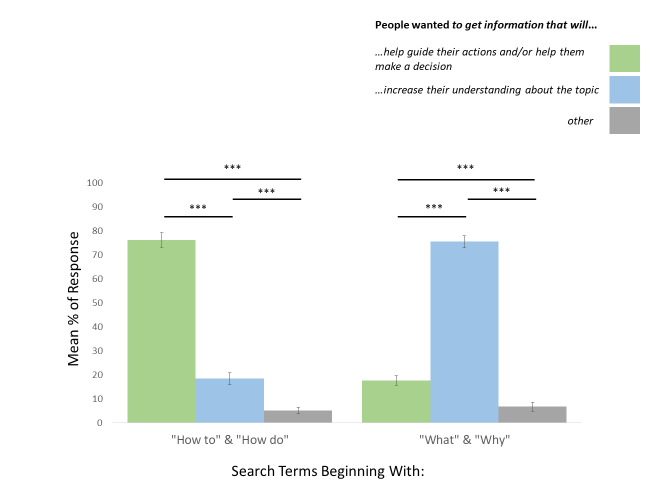 People wanted to get information that will...
...help guide their actions and/or help them
make a decision
...increase their understanding about the topic
other
***
***
***
***
***
***
100
90
80
70
60
50
40
30
20
10
0
Mean % of Response
"How to" & "How do"
"What" & "Why"
Search Terms Beginning With: